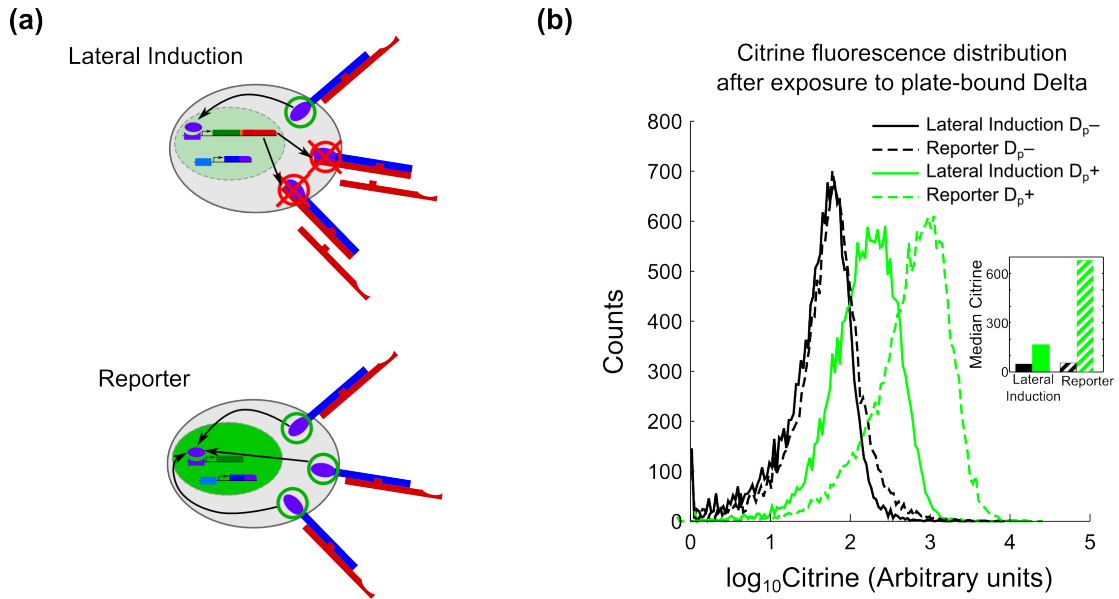 (a)
Lateral Induction
Reporter
(b)
Citrine fluorescence distribution
after exposure to plate-bound Delta
Counts
800
700
600
500
400
300
200
100
0
Lateral Induction Dp−
Reporter Dp−
Lateral Induction Dp+
Reporter Dp+
Median Citrine
600
300
0
Lateral
Induction
Reporter
0 1 2 3 4 5
log10Citrine (Arbitrary units)